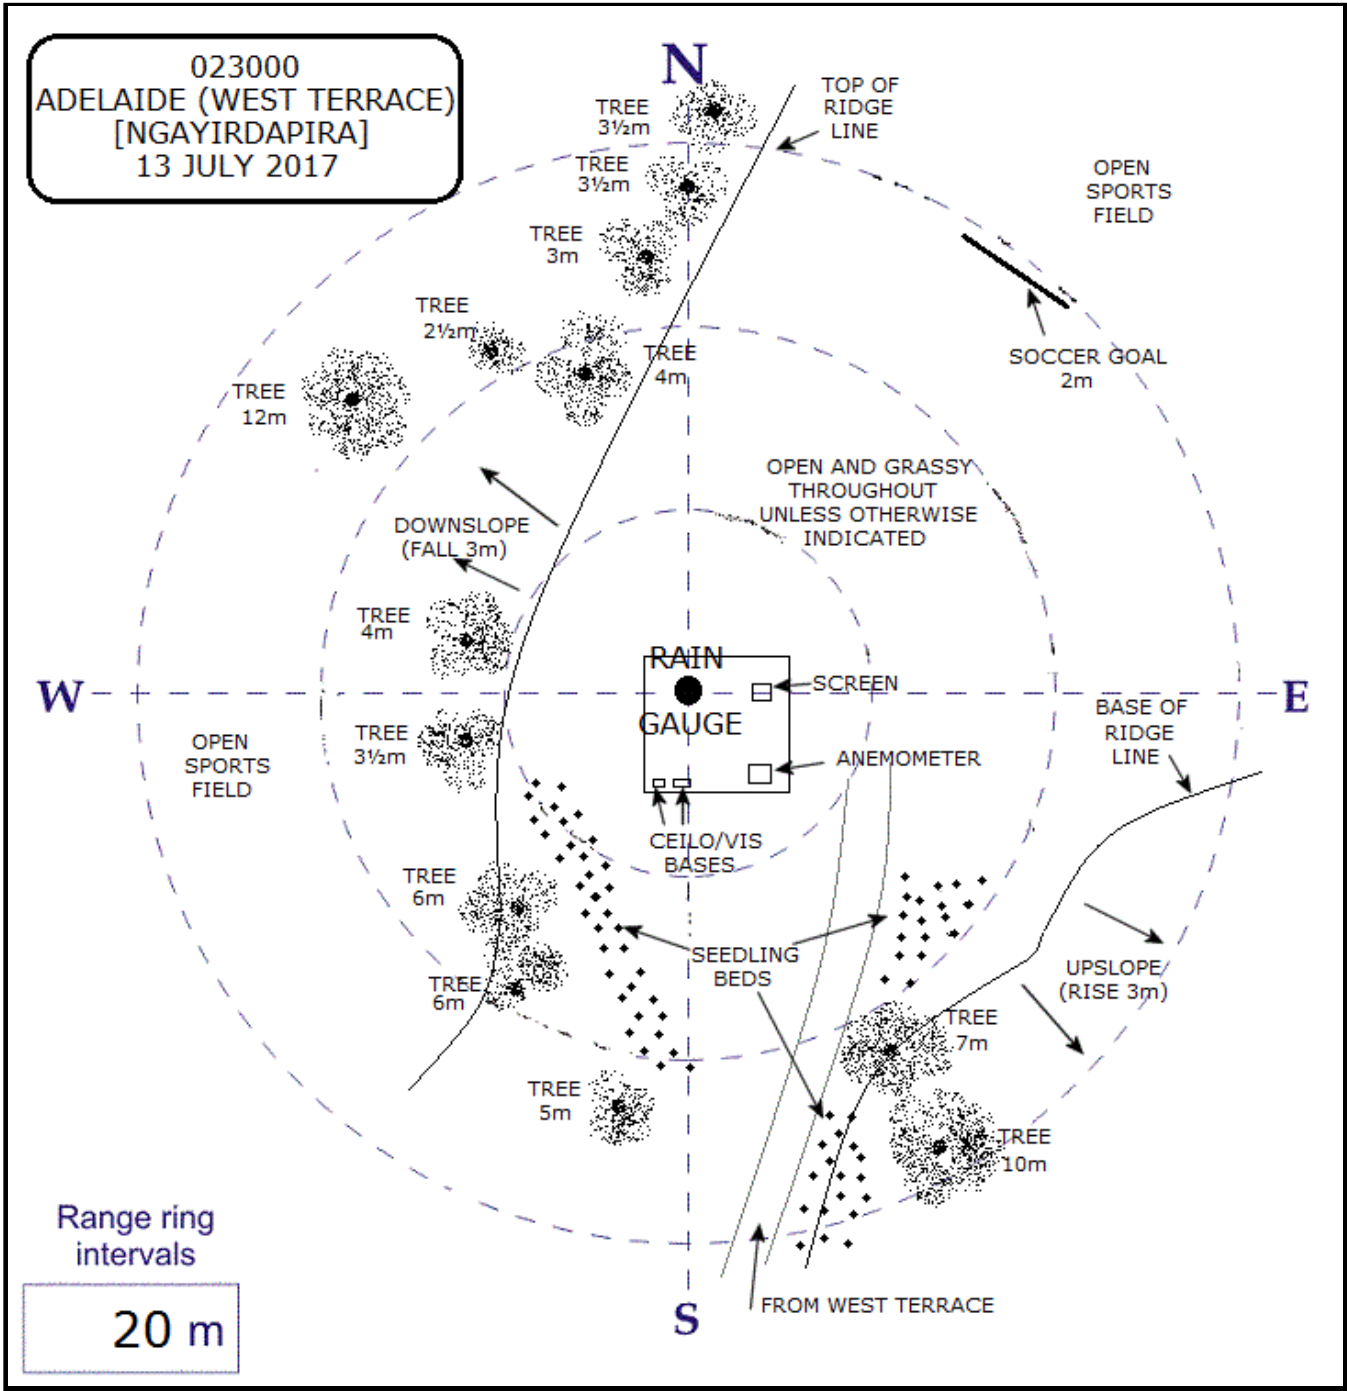 023000
ADELAIDE (WEST TERRACE)
[NGAYIRDAPIRA]
13 JULY 2017
N
TOP OF
RIDGE
LINE
TREE
3½m
TREE
3½m
OPEN
SPORTS
FIELD
TREE
3m
TREE
2½m
TREE
4m
SOCCER GOAL
2m
TREE
12m
OPEN AND GRASSY
THROUGHOUT
UNLESS OTHERWISE
INDICATED
DOWNSLOPE
(FALL 3m)
TREE
4m
RAIN
GAUGE
SCREEN
W
E
BASE OF
RIDGE
LINE
TREE
3½m
OPEN
SPORTS
FIELD
ANEMOMETER
CEILO/VIS
BASES
TREE
6m
SEEDLING
BEDS
UPSLOPE
(RISE 3m)
TREE
6m
TREE
7m
TREE
5m
TREE
10m
Range ring
intervals
20 m
FROM WEST TERRACE
S